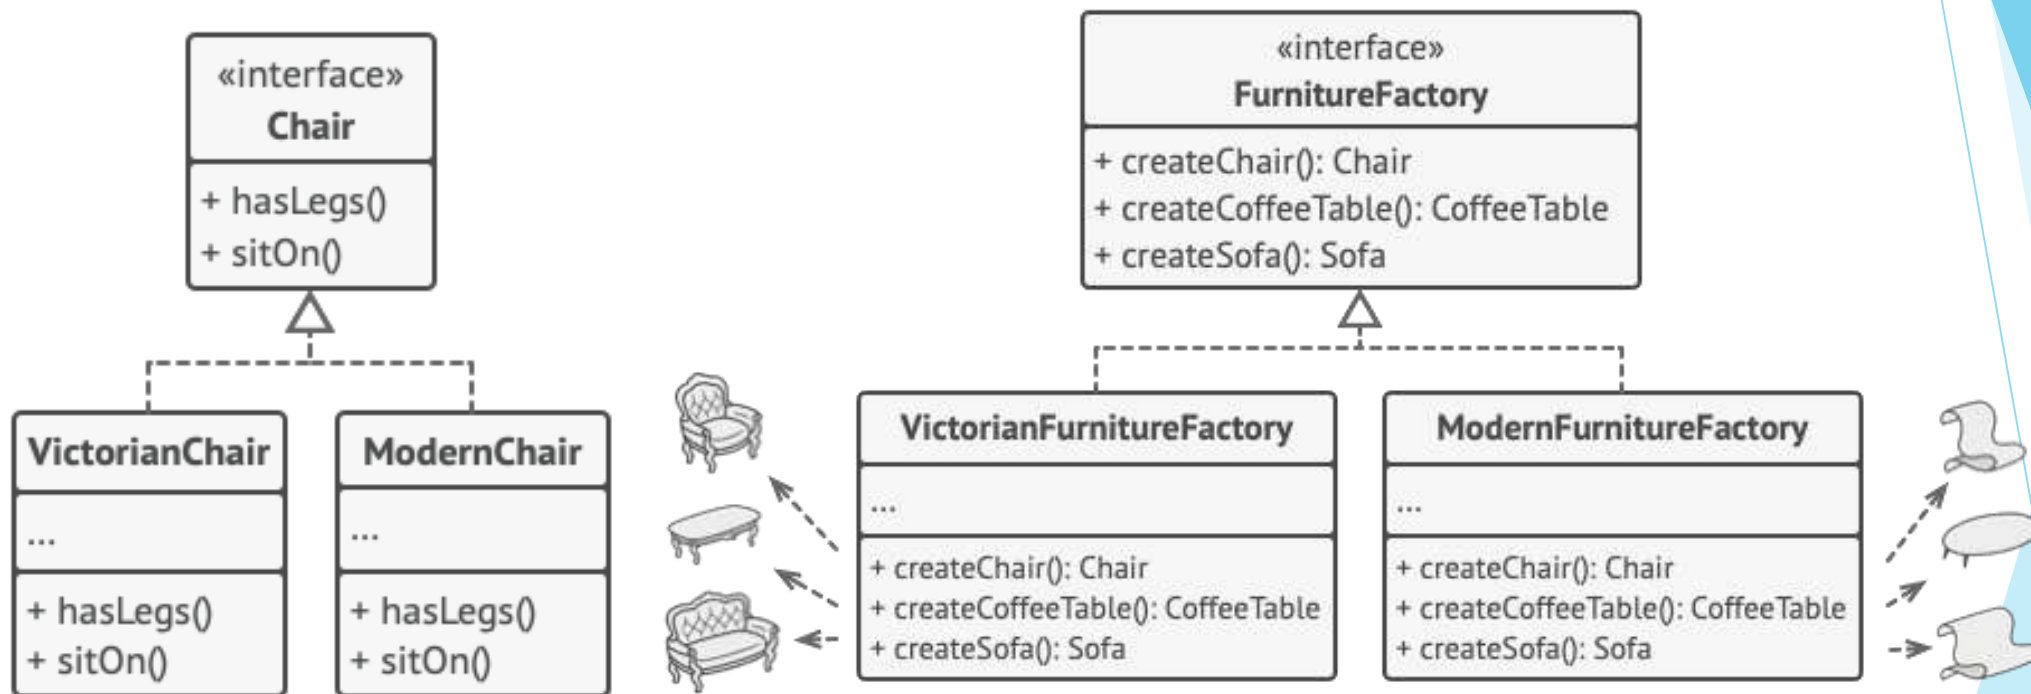 «interface»
Chair
+ hasLegs()
+ sitOn()
VictorianChair
...
+ hasLegs()
+ sitOn()
ModernChair
...
+ hasLegs()
+ sitOn()
«interface»
FurnitureFactory
+ createChair(): Chair
+ createCoffeeTable(): CoffeeTable
+ createSofa(): Sofa
VictorianFurnitureFactory
...
+ createChair(): Chair
+ createCoffeeTable(): CoffeeTable
+ createSofa(): Sofa
ModernFurnitureFactory
...
+ createChair(): Chair
+ createCoffeeTable(): CoffeeTable
+ createSofa(): Sofa